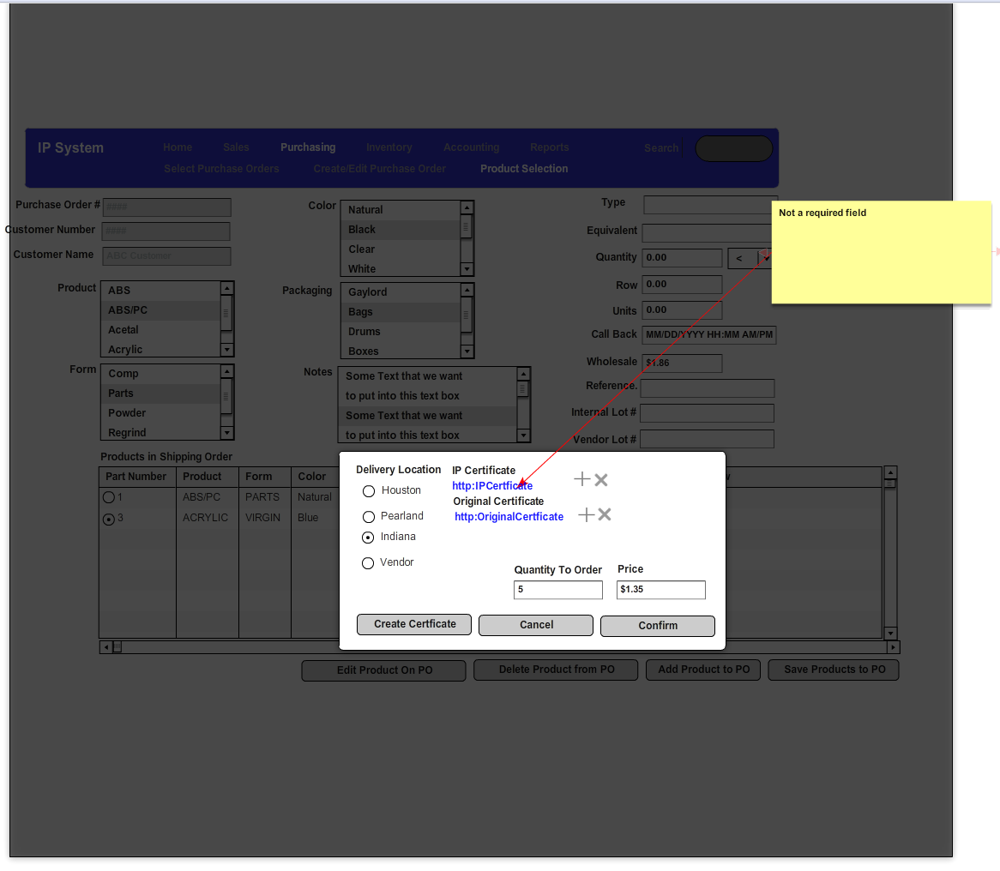 IP System
Home Sales Purchasing Inventory Accounting Reports Search
Select Purchase Orders Create/Edit Purchase Order Product Selection
Purchase Order # ####
Customer Number ####
Customer Name ABC Customer
Product
ABS
ABS/PC
Acetal
Acrylic
Form
Comp
Parts
Powder
Regrind
Color
Natural
Black
Clear
White
Packaging
Gaylord
Bags
Drums
Boxes
Notes
Some Text that we want
to put into this text box
Some Text that we want
to put into this text box
Type
Equivalent
Quantity 0.00 <
Row 0.00
Units 0.00
Call Back MM/DD/YYYY HH:MM AM/PM
Wholesale $1.86
Reference.
Internal Lot #
Vendor Lot #
Not a required field
Products in Shipping Order
Part Number Product Form Color
1 ABS/PC PARTS Natural
3 ACRYLIC VIRGIN Blue
Delivery Location
Houston
Pearland
Indiana
Vendor
IP Certificate
http:IPCertficate
Original Certificate
http:OriginalCertficate
Quantity To Order Price
5 $1.35
Create Certficate Cancel Confirm
Edit Product On PO Delete Product from PO Add Product to PO Save Products to PO